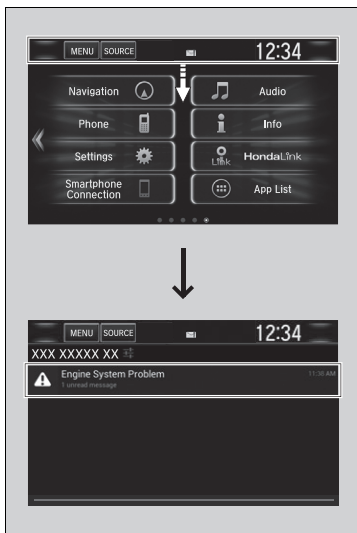 MENU SOURCE 12:34
Navigation
Audio
Phone
Info
Settings
Link
HondaLink
Smartphone
Connection
App List
MENU SOURCE 12:34
XXX XXXXX XX
Engine System Problem 11:38 AM
1 unread message